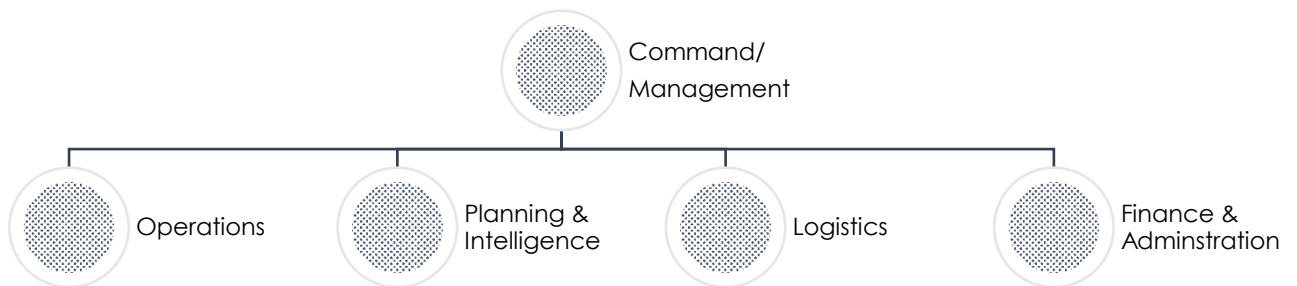 Command/
Management
Operations
Planning &
Intelligence
Logistics
Finance &
Adminstration